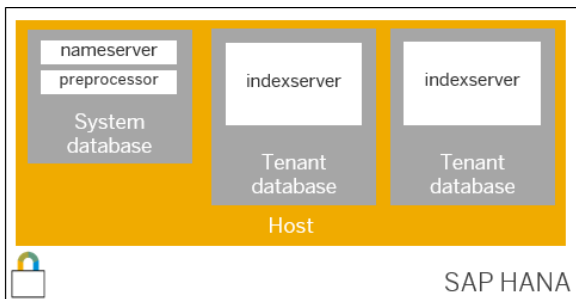 nameserver
preprocessor
System
database
indexserver
Tenant
database
indexserver
Tenant
database
Host
SAP HANA